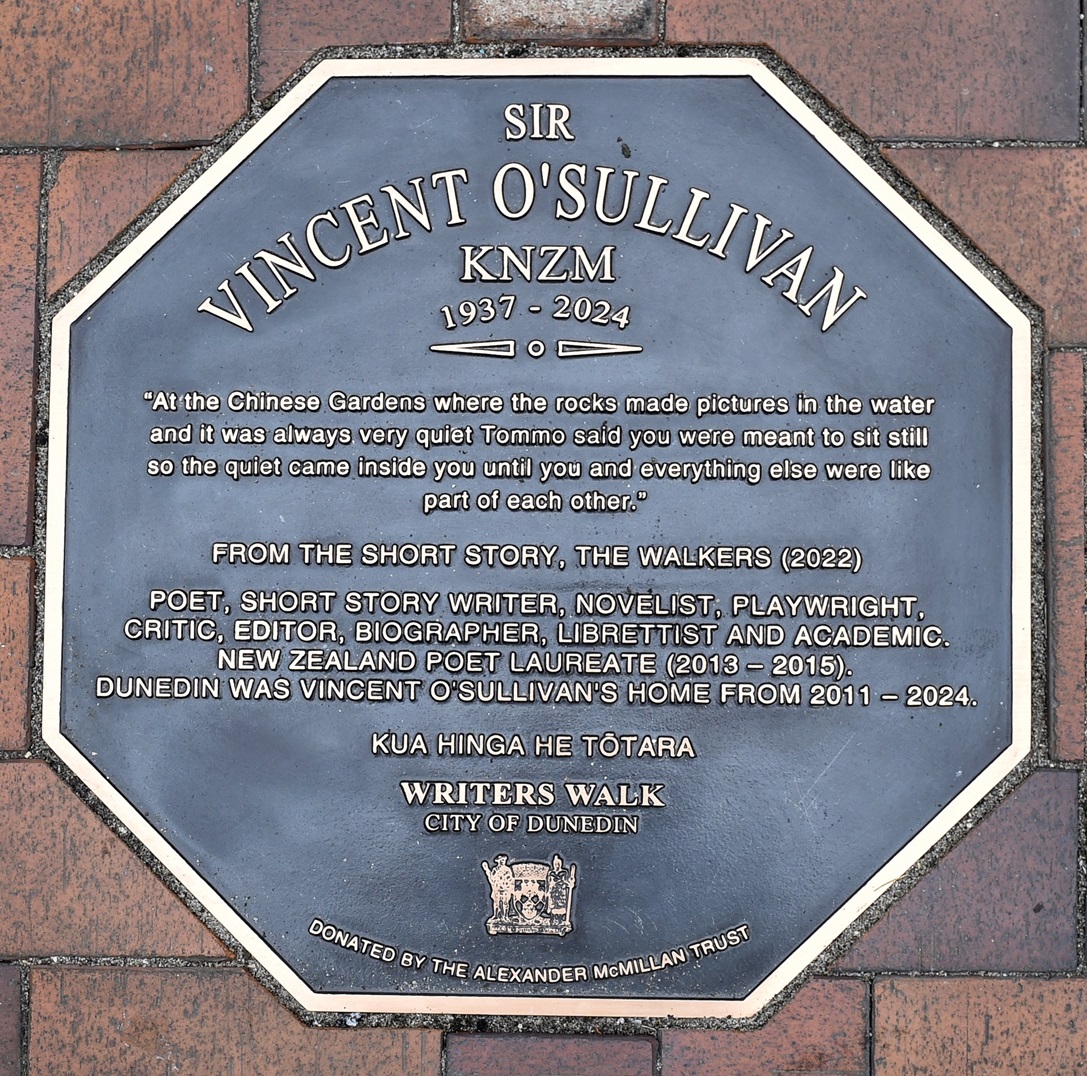 SIR
VINCENT O'SULLIVAN
KNZM
1937 - 2024
“At the Chinese Gardens where the rocks made pictures in the water
and it was always very quiet Tommo said you were meant to sit still
so the quiet came inside you until you and everything else were like
part of each other.”
FROM THE SHORT STORY, THE WALKERS (2022)
POET, SHORT STORY WRITER, NOVELIST, PLAYWRIGHT,
CRITIC, EDITOR, BIOGRAPHER, LIBRETTIST AND ACADEMIC.
NEW ZEALAND POET LAUREATE (2013 – 2015).
DUNEDIN WAS VINCENT O'SULLIVAN'S HOME FROM 2011 – 2024.
KUA HINGA HE TŌTARA
WRITERS WALK
CITY OF DUNEDIN
DONATED BY THE ALEXANDER McMILLAN TRUST